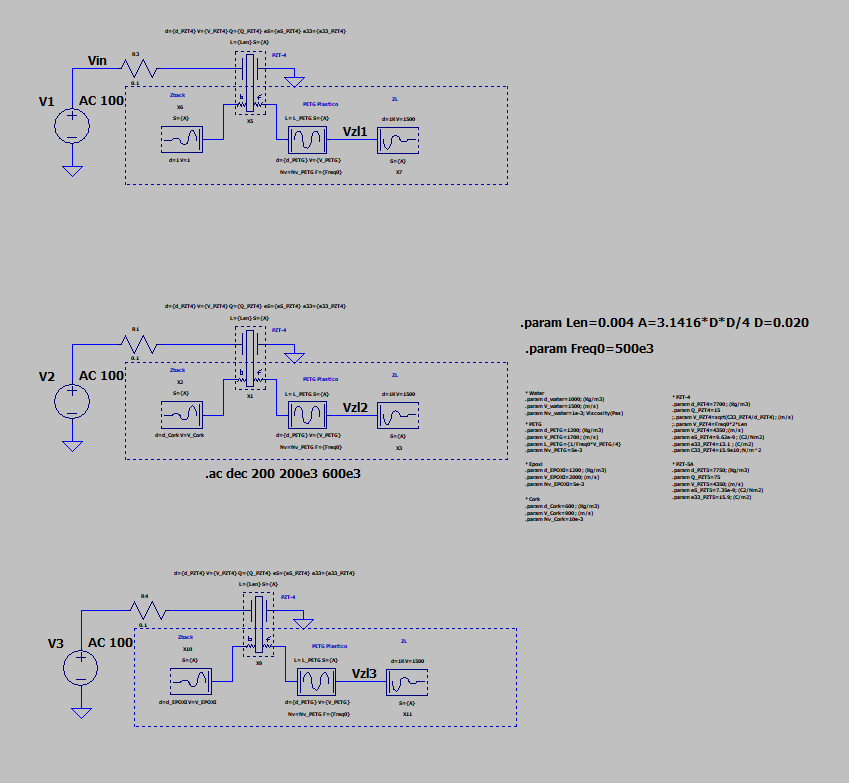 d={d_PZT4} V={V_PZT4} Q={Q_PZT4} eS={eS_PZT4} e33={e33_PZT4}
L={Len} S={A}
R3
PZT-4
Vin
0.1
V1
AC 100
Zback
X6
S={A}
d=1 V=1
b
f
X5
PETG Plastico
L= L_PETG S={A}
d={d_PETG} V={V_PETG}
Nv=Nv_PETG F={Freq0}
Vzl1
ZL
d=1K V=1500
S={A}
X7
d={d_PZT4} V={V_PZT4} Q={Q_PZT4} eS={eS_PZT4} e33={e33_PZT4}
L={Len} S={A}
R1
PZT-4
0.1
V2
AC 100
Zback
X2
S={A}
d=d_Cork V=V_Cork
b
f
X1
PETG Plastico
L= L_PETG S={A}
d={d_PETG} V={V_PETG}
Nv=Nv_PETG F={Freq0}
Vzl2
ZL
d=1K V=1500
S={A}
X3
.ac dec 200 200e3 600e3
.param Len=0.004 A=3.1416*D*D/4 D=0.020
.param Freq0=500e3
* Water
.param d_water=1000; (Kg/m3)
.param V_water=1500; (m/s)
.param Nv_water=1e-3; Viscosity(Pas)
* PETG
.param d_PETG=1200; (Kg/m3)
.param V_PETG=1700; (m/s)
.param L_PETG={1/Freq0*V_PETG/4}
.param Nv_PETG=5e-3
* Epoxi
.param d_EPOXI=1200 ; (Kg/m3)
.param V_EPOXI=2000; (m/s)
.param Nv_EPOXI=5e-3
* Cork
.param d_Cork=600; (Kg/m3)
.param V_Cork=900; (m/s)
.param Nv_Cork=10e-3
* PZT-4
.param d_PZT4=7700; (Kg/m3)
.param Q_PZT4=15
;.param V_PZT4=sqrt(C33_PZT4/d_PZT4); (m/s)
;.param V_PZT4=Freq0*2*Len
.param V_PZT4=4350;(m/s)
.param eS_PZT4=9.62e-9 ; (C2/Nm2)
.param e33_PZT4=13.1 ; (C/m2)
.param C33_PZT4=15.9e10 ;N/m^2
* PZT-5A
.param d_PZT5=7750; (Kg/m3)
.param Q_PZT5=75
.param V_PZT5=4350; (m/s)
.param eS_PZT5=7.35e-9; (C2/Nm2)
.param e33_PZT5=15.9; (C/m2)
d={d_PZT4} V={V_PZT4} Q={Q_PZT4} eS={eS_PZT4} e33={e33_PZT4}
L={Len} S={A}
R4
PZT-4
0.1
V3
AC 100
Zback
X10
S={A}
d=d_EPOXI V=V_EPOXI
b
f
X9
PETG Plastico
L= L_PETG S={A}
d={d_PETG} V={V_PETG}
Nv=Nv_PETG F={Freq0}
Vzl3
ZL
d=1K V=1500
S={A}
X11